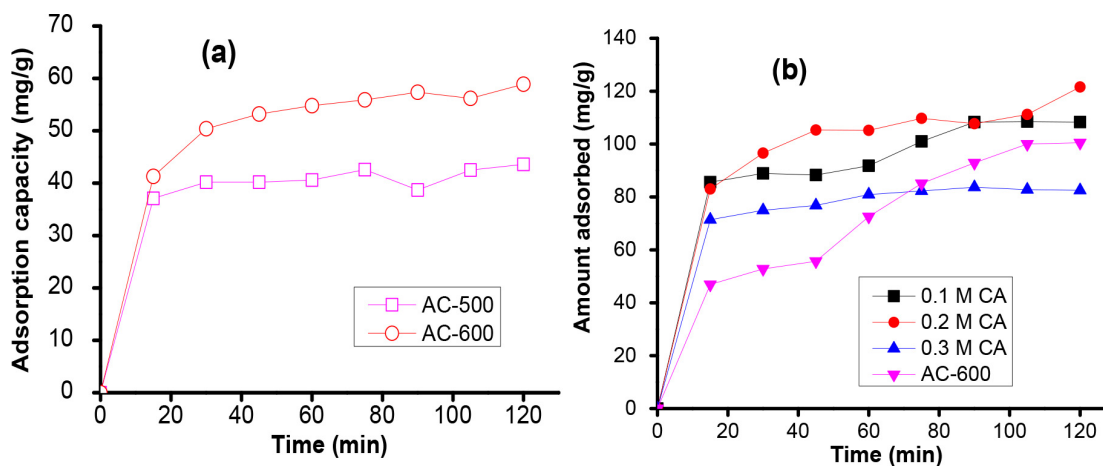 (a)
Adsorption capacity (mg/g)
70
60
50
40
30
20
10
0
AC-500
AC-600
0 20 40 60 80 100 120
Time (min)
(b)
Amount adsorbed (mg/g)
140
120
100
80
60
40
20
0
0.1 M CA
0.2 M CA
0.3 M CA
AC-600
0 20 40 60 80 100 120
Time (min)